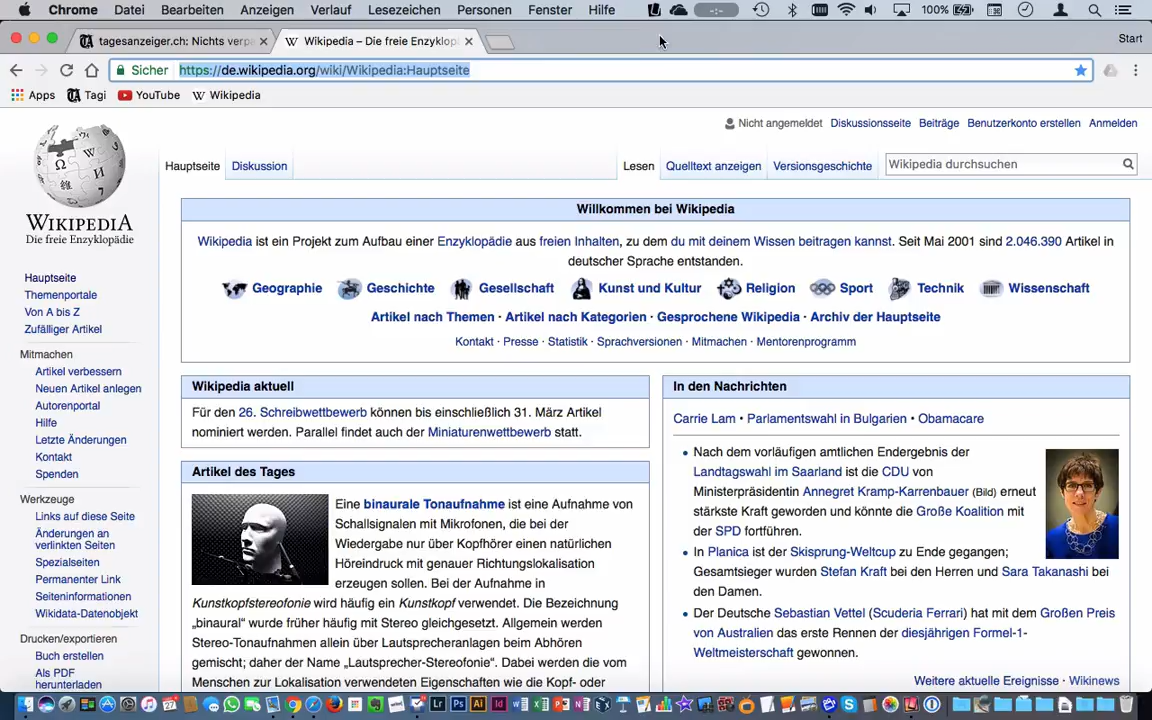 Chrome Datei Bearbeiten Anzeigen Verlauf Lesezeichen Personen Fenster Hilfe 100%
tagesanzeiger.ch: Nichts verpa
Wikipedia – Die freie Enzyklop
Start
Sicher https://de.wikipedia.org/wiki/Wikipedia:Hauptseite
Apps Tagi YouTube Wikipedia
Nicht angemeldet Diskussionsseite Beiträge Benutzerkonto erstellen Anmelden
Hauptseite Diskussion Lesen Quelltext anzeigen Versionsgeschichte Wikipedia durchsuchen
WIKIPEDIA
Die freie Enzyklopädie
Hauptseite
Themenportale
Von A bis Z
Zufälliger Artikel
Mitmachen
Artikel verbessern
Neuen Artikel anlegen
Autorenportal
Hilfe
Letzte Änderungen
Kontakt
Spenden
Werkzeuge
Links auf diese Seite
Änderungen an
verlinkten Seiten
Spezialseiten
Permanenter Link
Seiteninformationen
Wikidata-Datenobjekt
Drucken/exportieren
Buch erstellen
Als PDF
herunterladen
Willkommen bei Wikipedia
Wikipedia ist ein Projekt zum Aufbau einer Enzyklopädie aus freien Inhalten, zu dem du mit deinem Wissen beitragen kannst. Seit Mai 2001 sind 2.046.390 Artikel in
deutscher Sprache entstanden.
Geographie Geschichte Gesellschaft Kunst und Kultur Religion Sport Technik Wissenschaft
Artikel nach Themen · Artikel nach Kategorien · Gesprochene Wikipedia · Archiv der Hauptseite
Kontakt · Presse · Statistik · Sprachversionen · Mitmachen · Mentorenprogramm
Wikipedia aktuell
Für den 26. Schreibwettbewerb können bis einschließlich 31. März Artikel
nominiert werden. Parallel findet auch der Miniaturenwettbewerb statt.
Artikel des Tages
Eine binaurale Tonaufnahme ist eine Aufnahme von
Schallsignalen mit Mikrofonen, die bei der
Wiedergabe nur über Kopfhörer einen natürlichen
Höreindruck mit genauer Richtungslokalisation
erzeugen sollen. Bei der Aufnahme in
Kunstkopfstereofonie wird häufig ein Kunstkopf verwendet. Die Bezeichnung
„binaural“ wurde früher häufig mit Stereo gleichgesetzt. Allgemein werden
Stereo-Tonaufnahmen allein über Lautsprecheranlagen beim Abhören
gemischt; daher der Name „Lautsprecher-Stereofonie“. Dabei werden die vom
Menschen zur Lokalisation verwendeten Eigenschaften wie die Kopf- oder
In den Nachrichten
Carrie Lam • Parlamentswahl in Bulgarien • Obamacare
Nach dem vorläufigen amtlichen Endergebnis der
Landtagswahl im Saarland ist die CDU von
Ministerpräsidentin Annegret Kramp-Karrenbauer (Bild) erneut
stärkste Kraft geworden und könnte die Große Koalition mit
der SPD fortführen.
In Planica ist der Skisprung-Weltcup zu Ende gegangen;
Gesamtsieger wurden Stefan Kraft bei den Herren und Sara Takanashi bei
den Damen.
Der Deutsche Sebastian Vettel (Scuderia Ferrari) hat mit dem Großen Preis
von Australien das erste Rennen der diesjährigen Formel-1-
Weltmeisterschaft gewonnen.
Weitere aktuelle Ereignisse · Wikinews